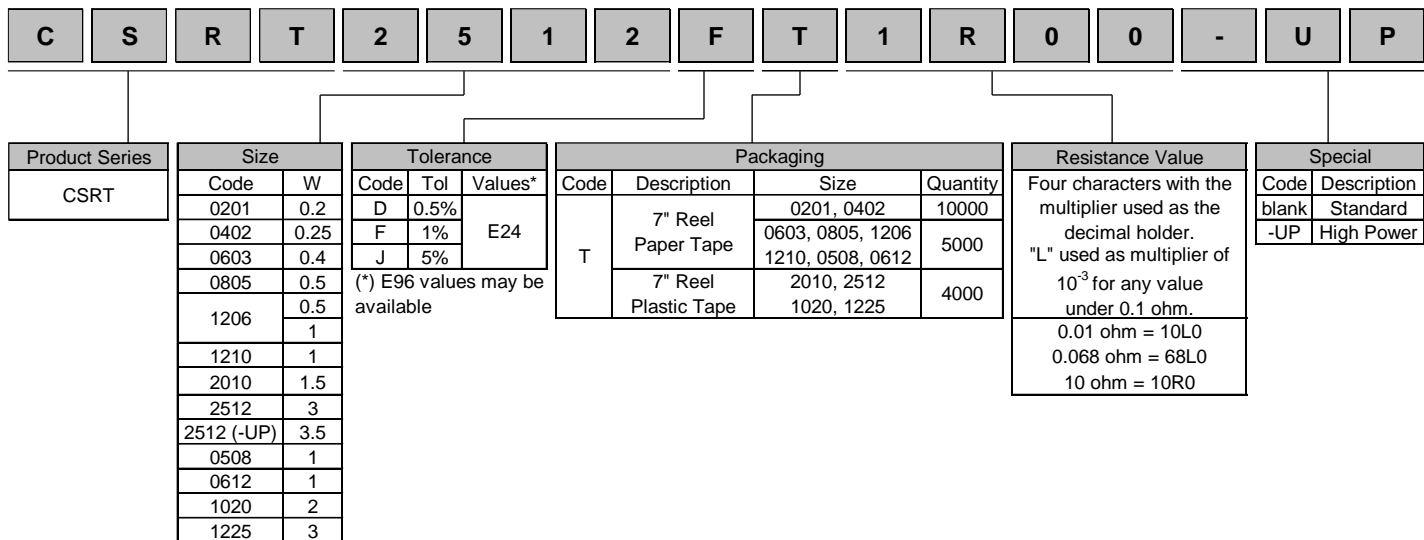 C S R T 2 5 1 2 F T 1 R 0 0 - U P
Product Series
CSRT
Size
Code W
0201 0.2
0402 0.25
0603 0.4
0805 0.5
1206 0.5
1
1210 1
2010 1.5
2512 3
2512 (-UP) 3.5
0508 1
0612 1
1020 2
1225 3
Tolerance
Code Tol Values*
D 0.5%
F 1% E24
J 5%
(*) E96 values may be
available
Packaging
Code Description Size Quantity
T
7" Reel
Paper Tape
0201, 0402 10000
0603, 0805, 1206
1210, 0508, 0612
5000
7" Reel
Plastic Tape
2010, 2512
1020, 1225
4000
Resistance Value
Four characters with the
multiplier used as the
decimal holder.
"L" used as multiplier of
10-3 for any value
under 0.1 ohm.
0.01 ohm = 10L0
0.068 ohm = 68L0
10 ohm = 10R0
Special
Code Description
blank Standard
-UP High Power